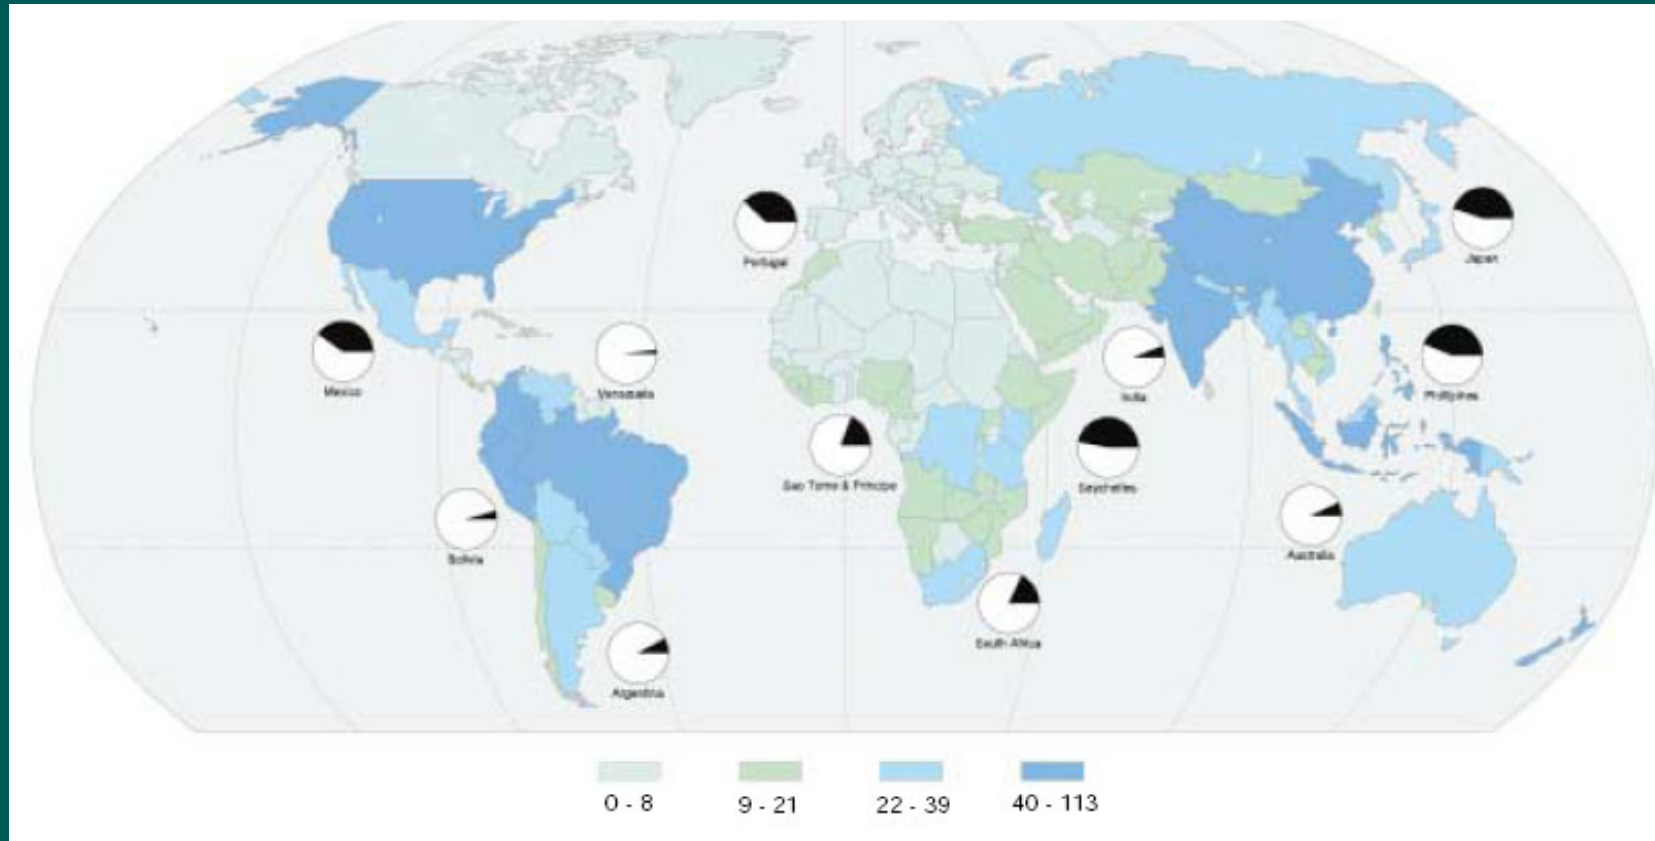 Portugal
Japan
Mexico
Venezuela
India
Philipines
Sao Tome & Principe
Seychelles
Bolivia
Australia
South Africa
Argentina
0 - 8
9 - 21
22 - 39
40 - 113